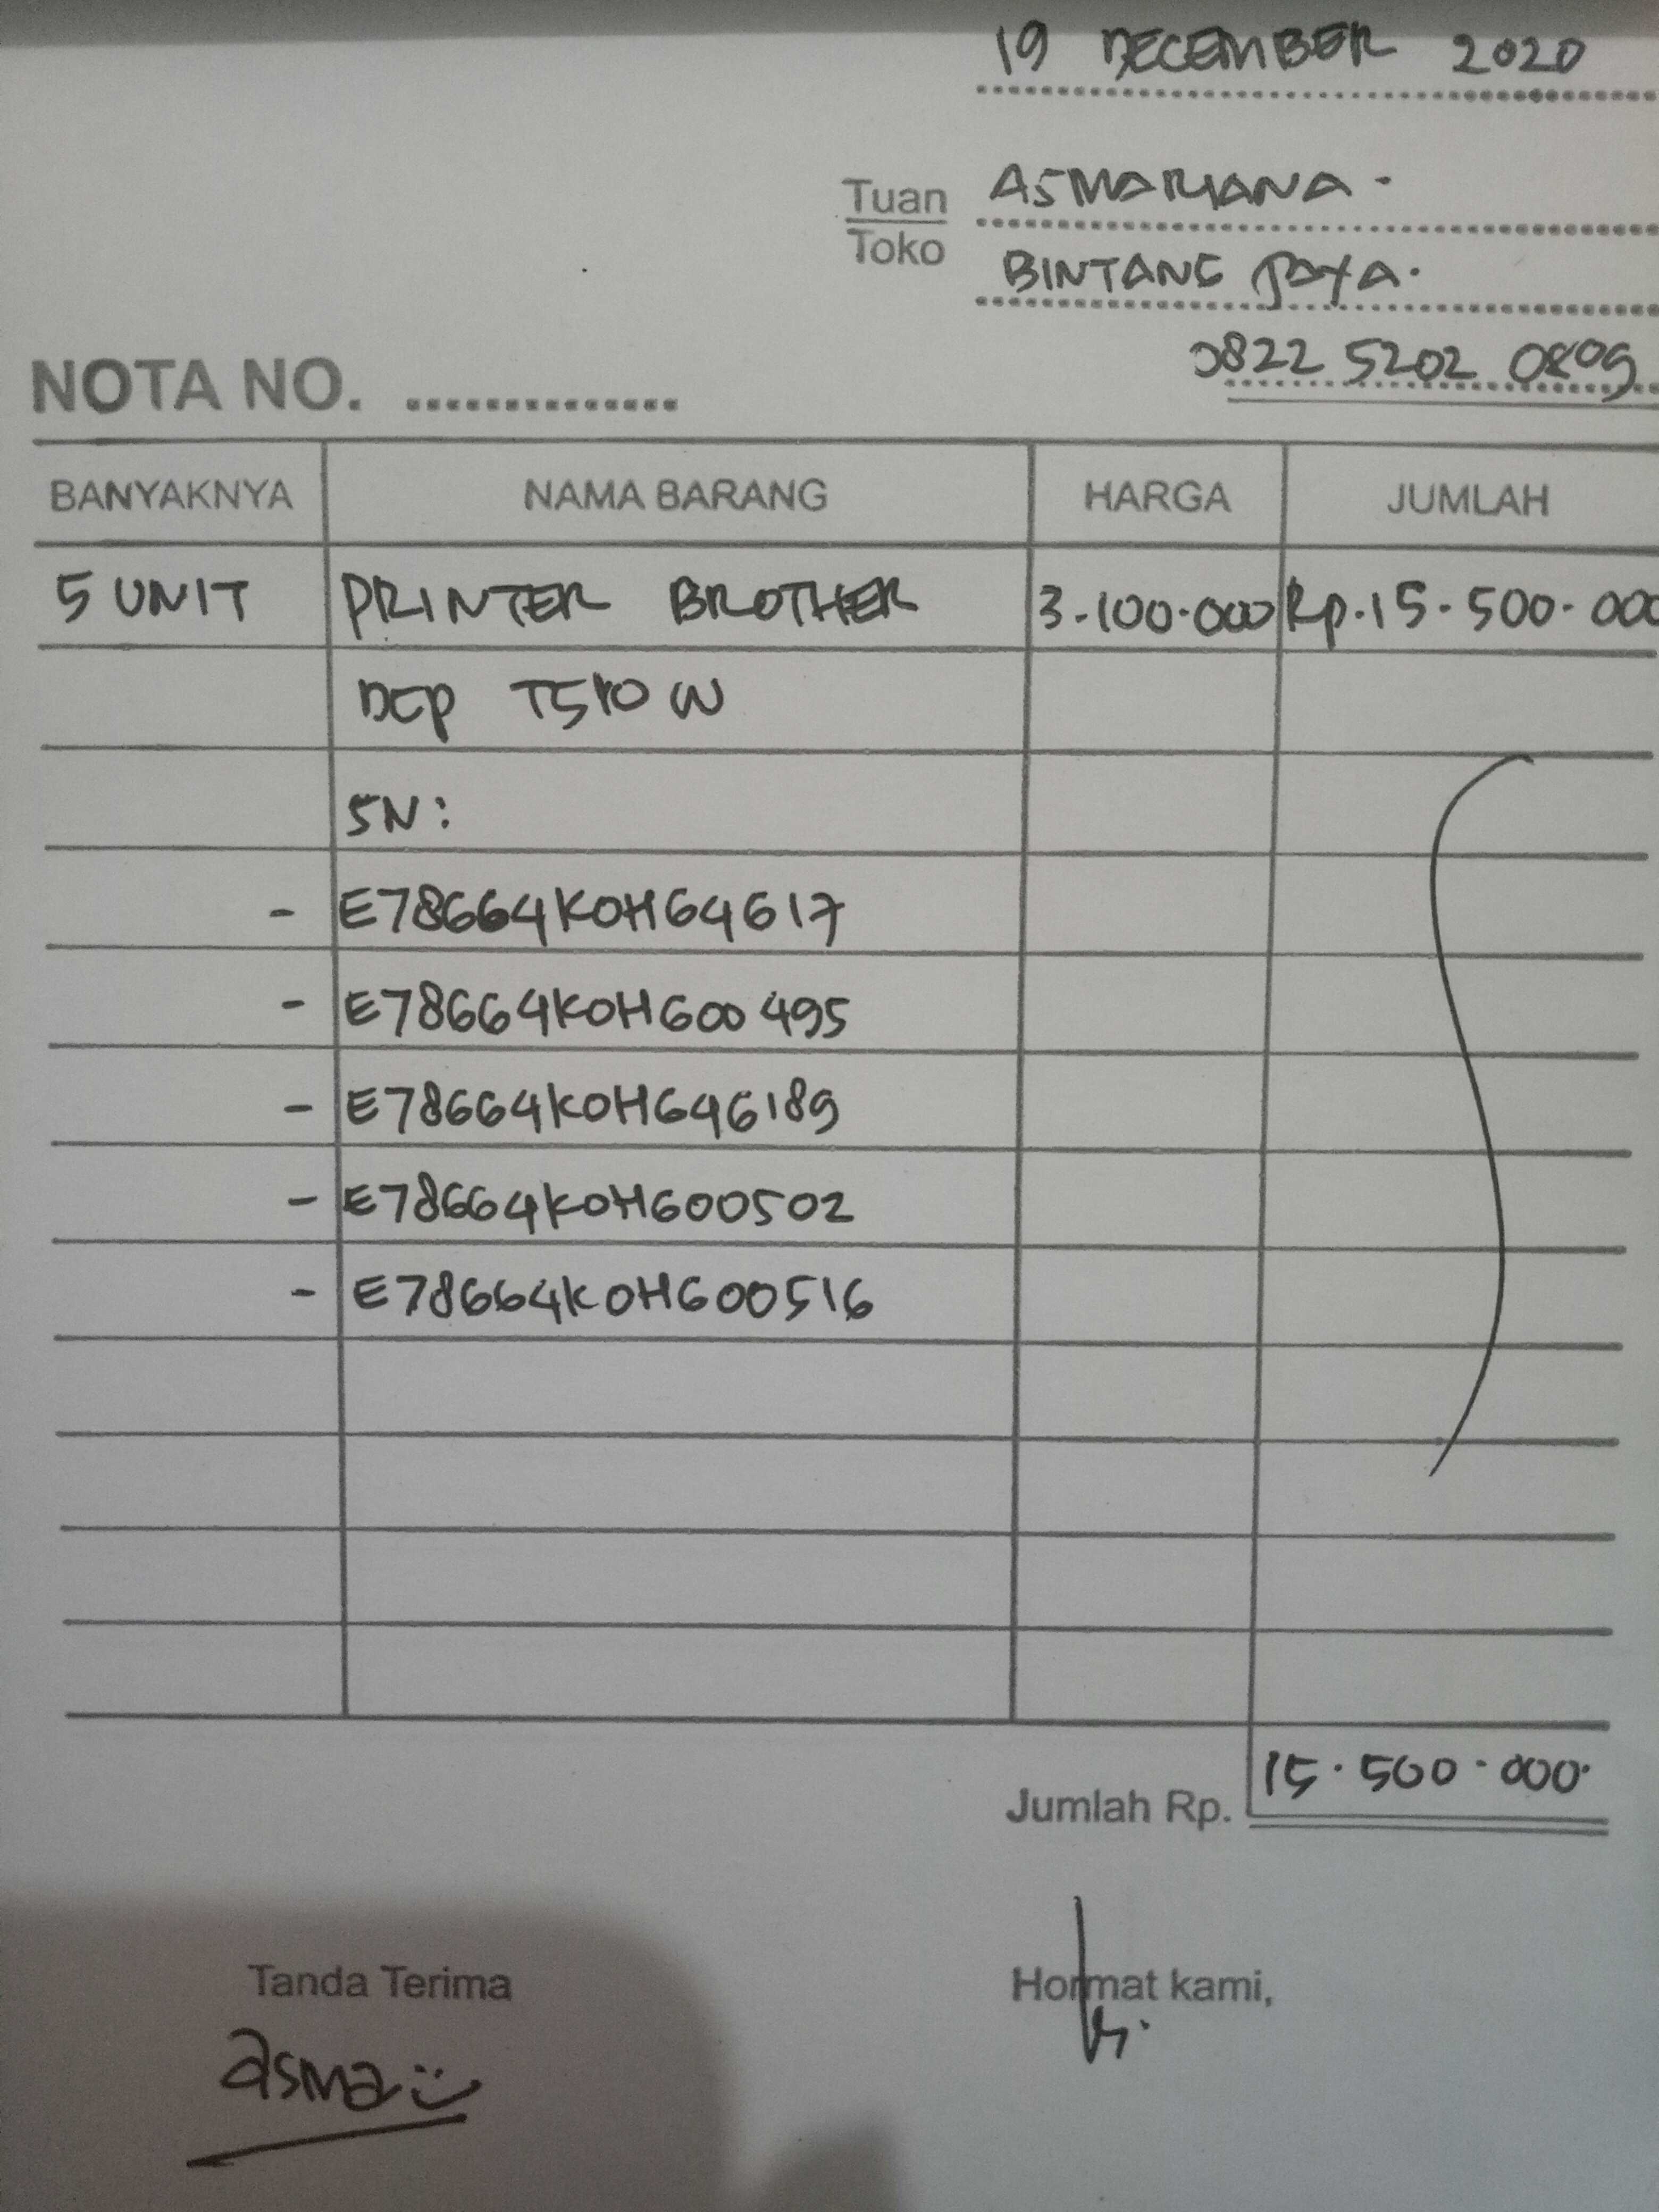 19 DECEMBER 2020
Tuan ASMARIANA.
Toko BINTANG JAYA.
0822 5202 0809
NOTA NO. ..............
BANYAKNYA NAMA BARANG HARGA JUMLAH
5 UNIT PRINTER BROTHER 3.100.000 Rp.15.500.000
DCP T510 W
SN:
- E78664K0H64617
- E78664K0H600495
- E78664K0H646189
- E78664K0H600502
- E78664K0H600516
Jumlah Rp. 15.500.000.
Tanda Terima Hormat kami,
asma